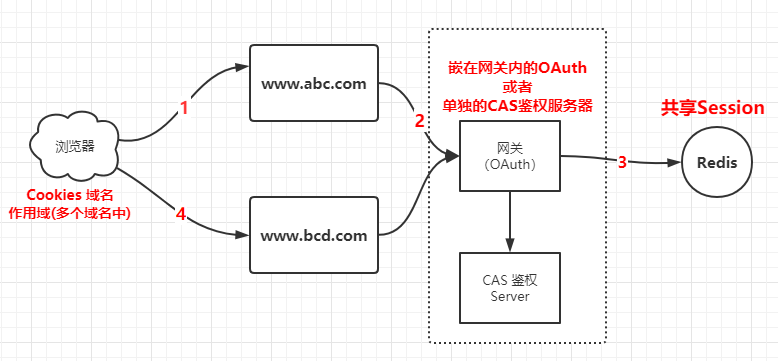 嵌在网关内的OAuth
或者
单独的CAS鉴权服务器
www.abc.com
1
2
共享Session
浏览器
网关
（OAuth）
3
Redis
Cookies 域名
作用域(多个域名中)
4
www.bcd.com
CAS 鉴权
Server